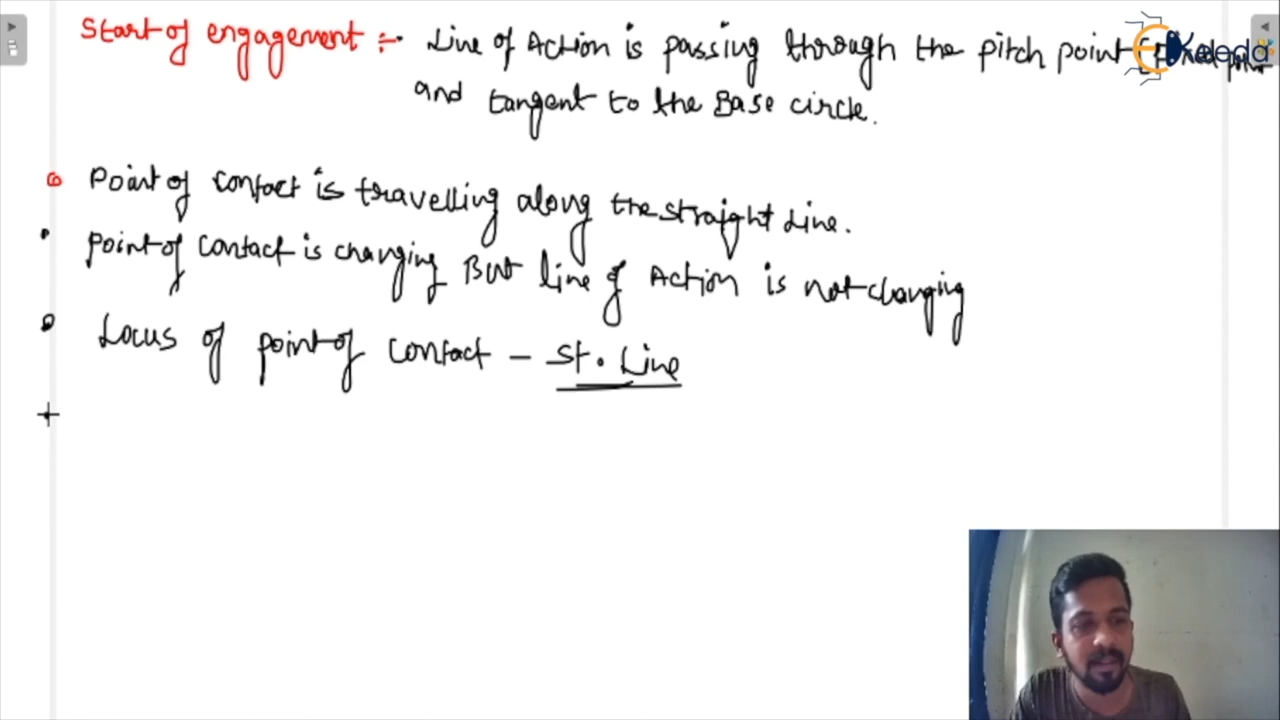 Start of engagement :- · Line of Action is passing through the pitch point
and tangent to the Base circle.
Point of contact is travelling along the straight Line.
· point of contact is changing But line of Action is not changing
Locus of point of contact - St. Line
Ekeeda